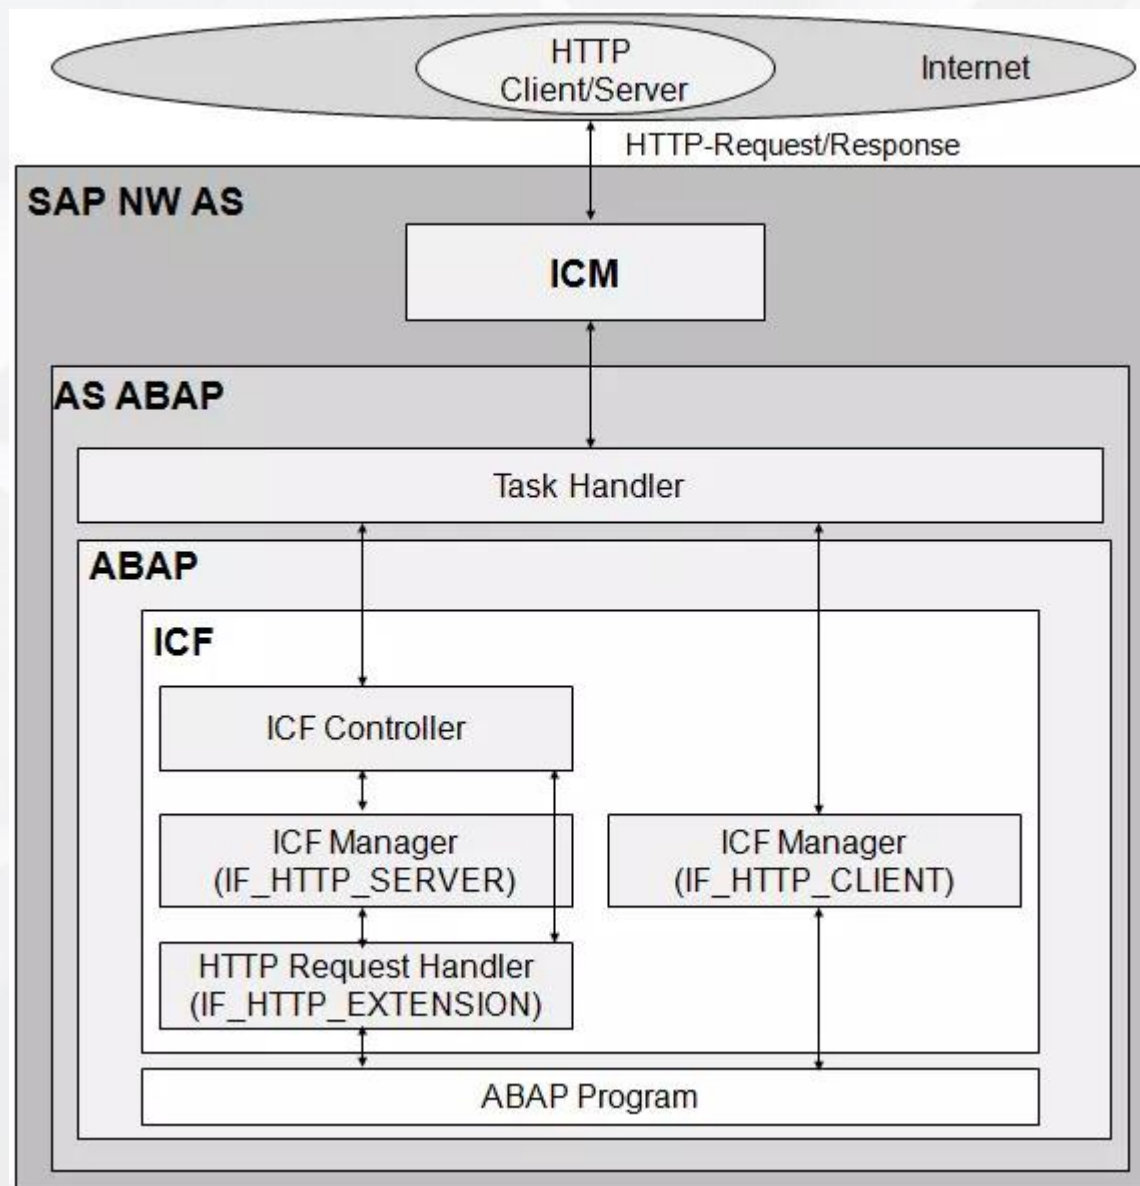 HTTP
Client/Server
Internet
HTTP-Request/Response
SAP NW AS
ICM
AS ABAP
Task Handler
ABAP
ICF
ICF Controller
ICF Manager
(IF_HTTP_SERVER)
ICF Manager
(IF_HTTP_CLIENT)
HTTP Request Handler
(IF_HTTP_EXTENSION)
ABAP Program